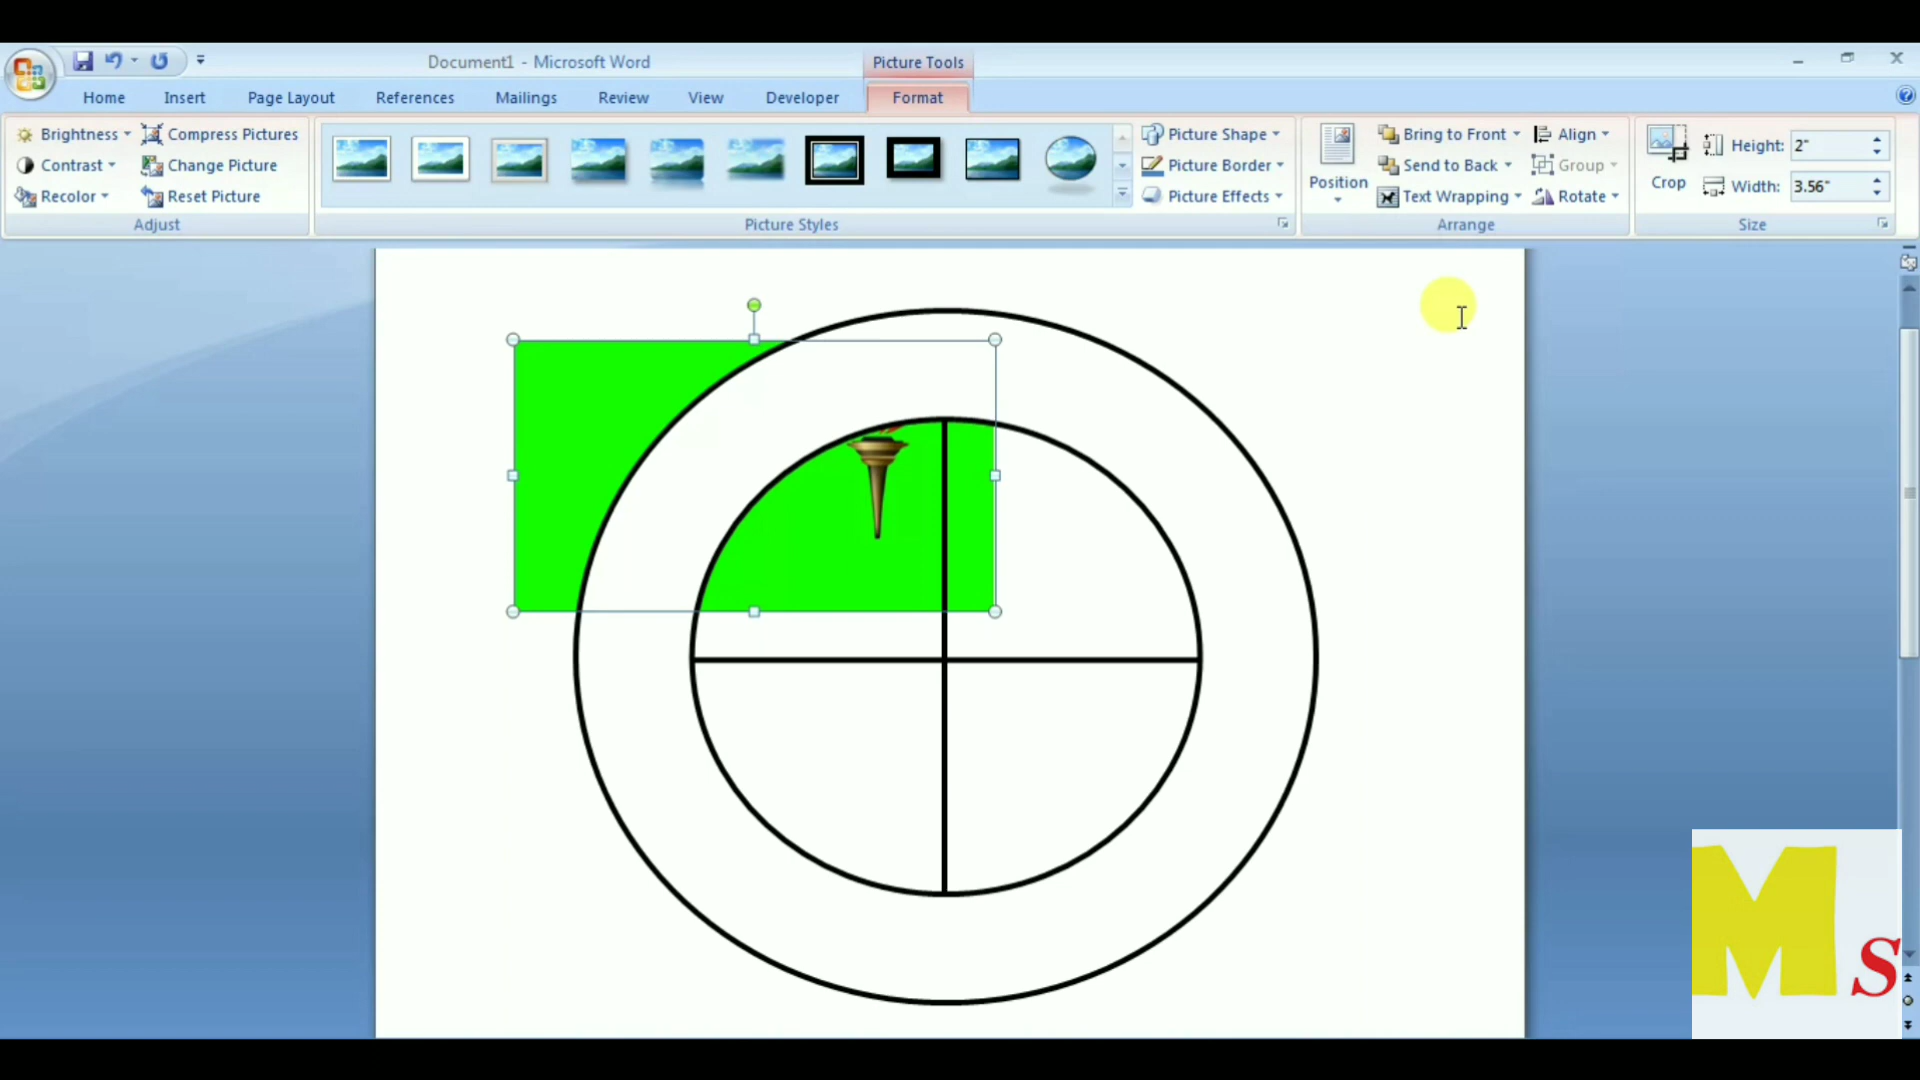 Document1 - Microsoft Word
Picture Tools
Home Insert Page Layout References Mailings Review View Developer Format
Brightness Compress Pictures Picture Shape Bring to Front Align Height: 2"
Contrast Change Picture Picture Border Position Send to Back Group Crop Width: 3.56"
Recolor Reset Picture Picture Effects Text Wrapping Rotate
Adjust Picture Styles Arrange Size
Ms